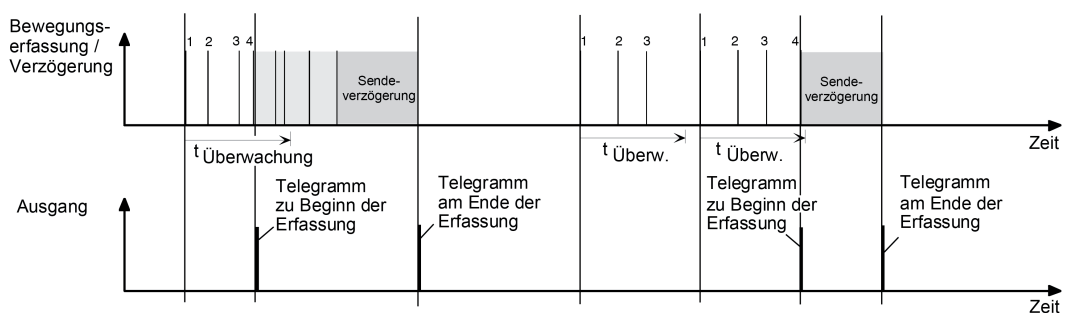 Bewegungs-
erfassung /
Verzögerung
1 2 3 4
1 2 3
1 2 3 4
Sende-
verzögerung
Sende-
verzögerung
Zeit
t Überwachung
t Überw.
t Überw.
Ausgang
Telegramm
zu Beginn der
Erfassung
Telegramm
am Ende der
Erfassung
Telegramm
zu Beginn der
Erfassung
Telegramm
am Ende der
Erfassung
Zeit